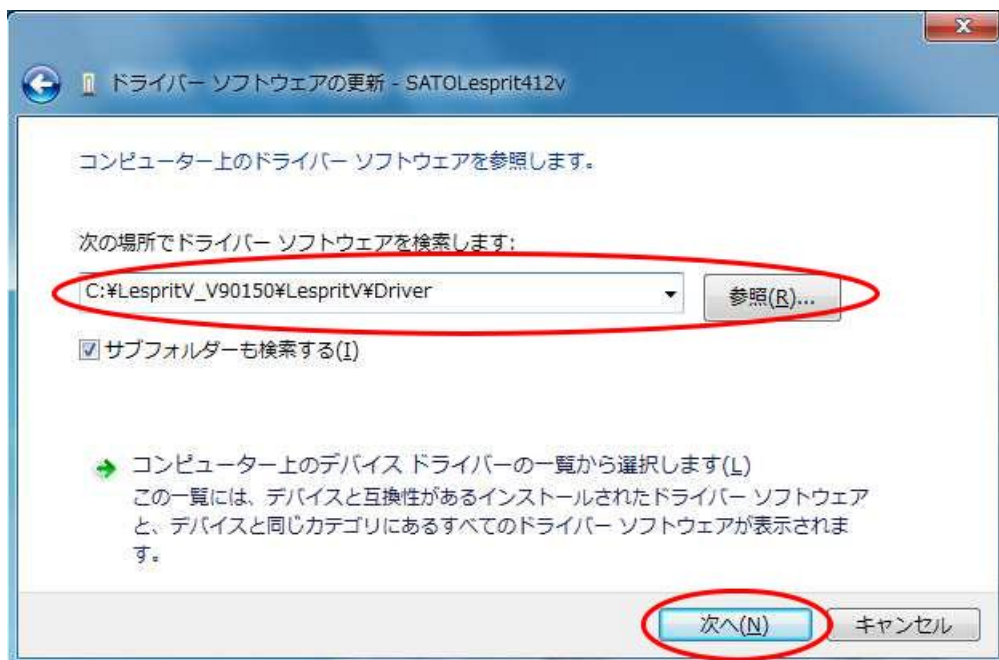 ドライバー ソフトウェアの更新 - SATOLesprit412v
コンピューター上のドライバー ソフトウェアを参照します。
次の場所でドライバー ソフトウェアを検索します:
C:¥LespritV_V90150¥LespritV¥Driver
参照(R)...
サブフォルダーも検索する(I)
コンピューター上のデバイス ドライバーの一覧から選択します(L)
この一覧には、デバイスと互換性があるインストールされたドライバー ソフトウェア
と、デバイスと同じカテゴリにあるすべてのドライバー ソフトウェアが表示されま
す。
次へ(N)
キャンセル